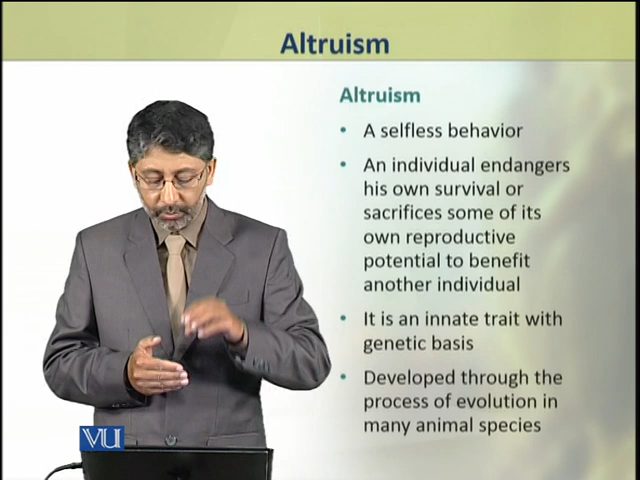 Altruism
Altruism
• A selfless behavior
• An individual endangers
his own survival or
sacrifices some of its
own reproductive
potential to benefit
another individual
• It is an innate trait with
genetic basis
• Developed through the
process of evolution in
many animal species
VU